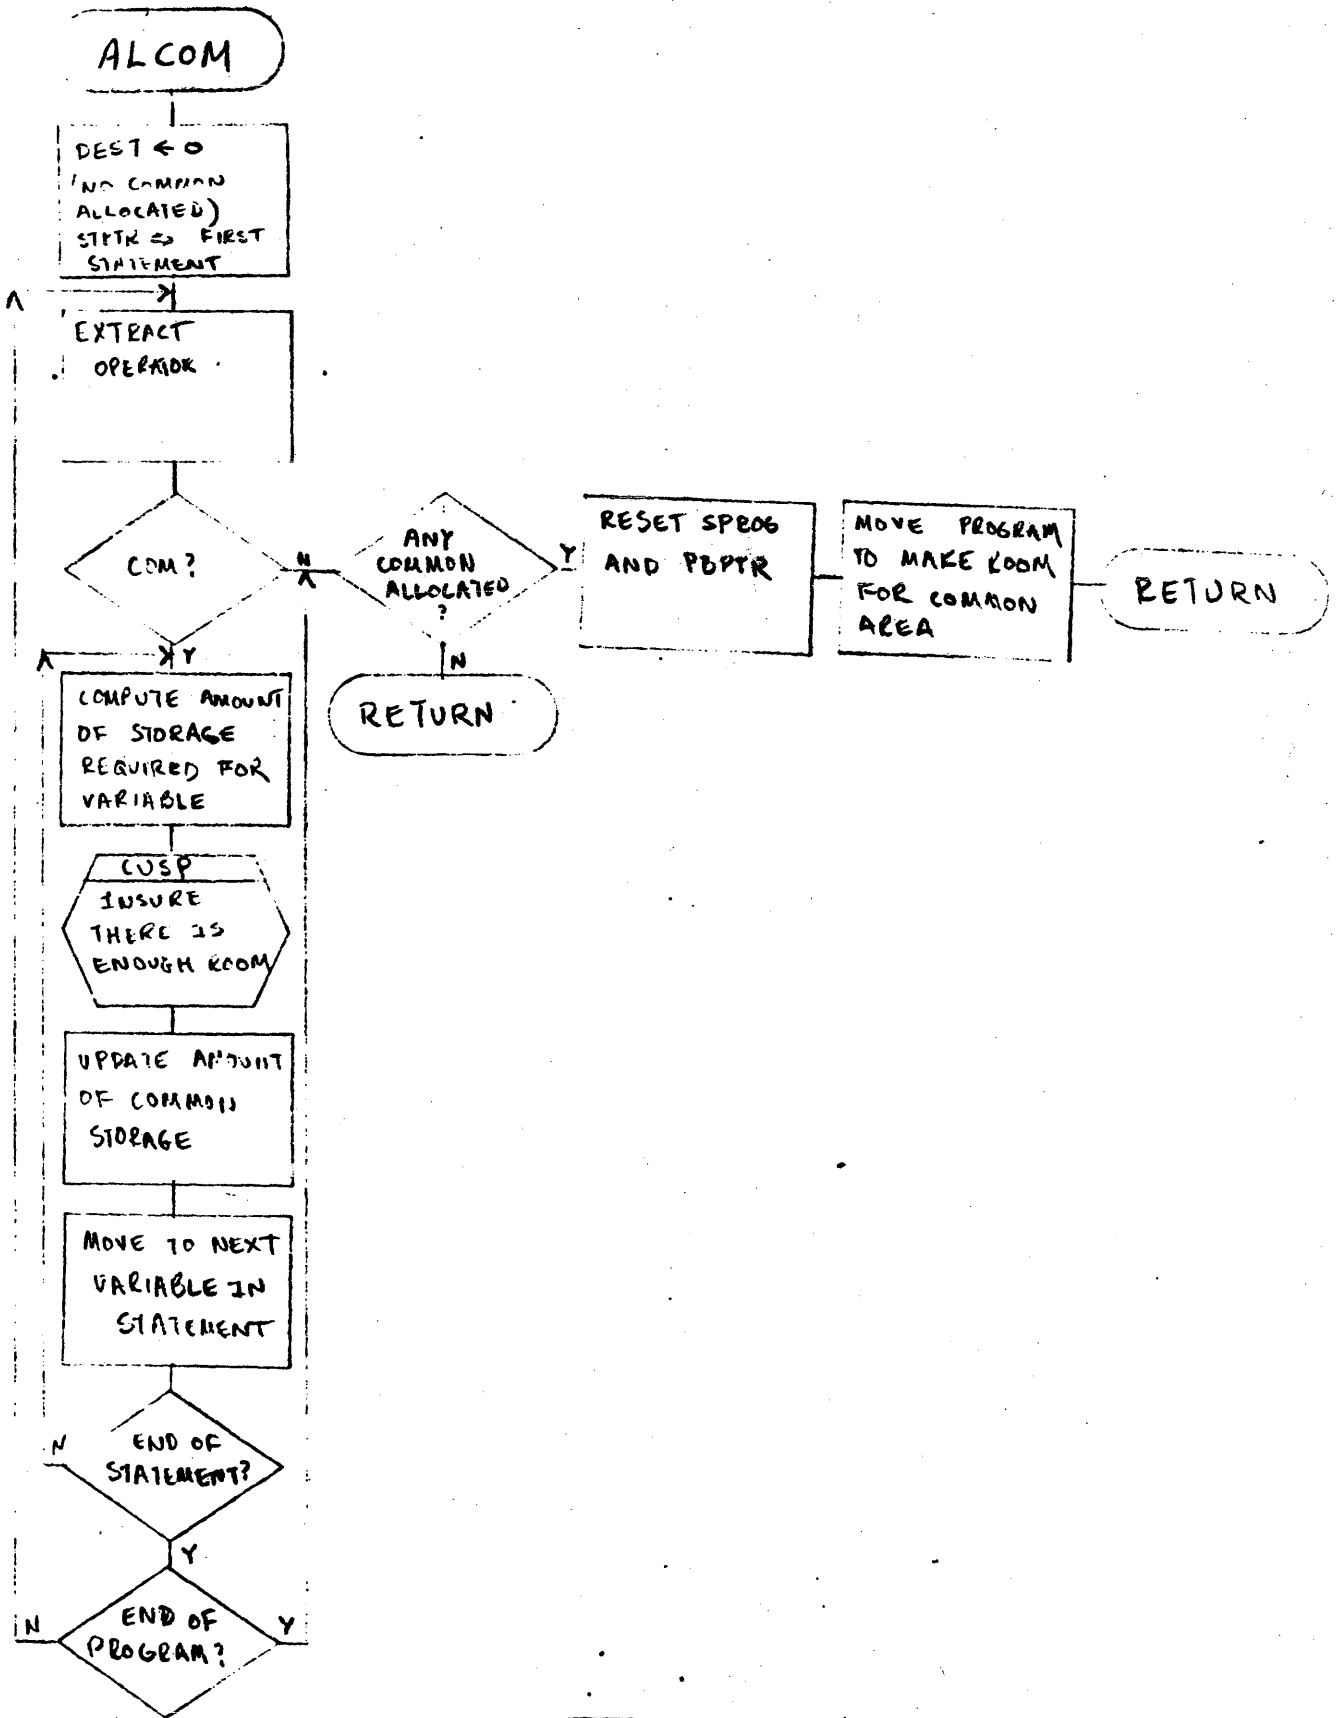 ALCOM
DEST ← 0
(NO COMMON
ALLOCATED)
STPTR => FIRST
STATEMENT
EXTRACT
OPERATOR
COM?
N
ANY
COMMON
ALLOCATED
?
Y
RESET SPROG
AND PBPTR
MOVE PROGRAM
TO MAKE ROOM
FOR COMMON
AREA
RETURN
N
RETURN
Y
COMPUTE AMOUNT
OF STORAGE
REQUIRED FOR
VARIABLE
CUSP
INSURE
THERE IS
ENOUGH ROOM
UPDATE AMOUNT
OF COMMON
STORAGE
MOVE TO NEXT
VARIABLE IN
STATEMENT
N
END OF
STATEMENT?
Y
N
END OF
PROGRAM?
Y